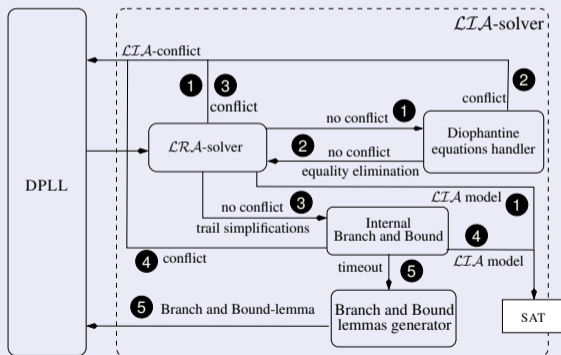 ℒℐ𝒜-solver
ℒℐ𝒜-conflict
1 3
conflict
2
conflict
no conflict 1
ℒℛ𝒜-solver
2 no conflict
equality elimination
Diophantine
equations handler
DPLL
ℒℐ𝒜 model 1
no conflict 3
trail simplifications
Internal
Branch and Bound
4
ℒℐ𝒜 model
4 conflict
timeout 5
5 Branch and Bound-lemma
Branch and Bound
lemmas generator
SAT